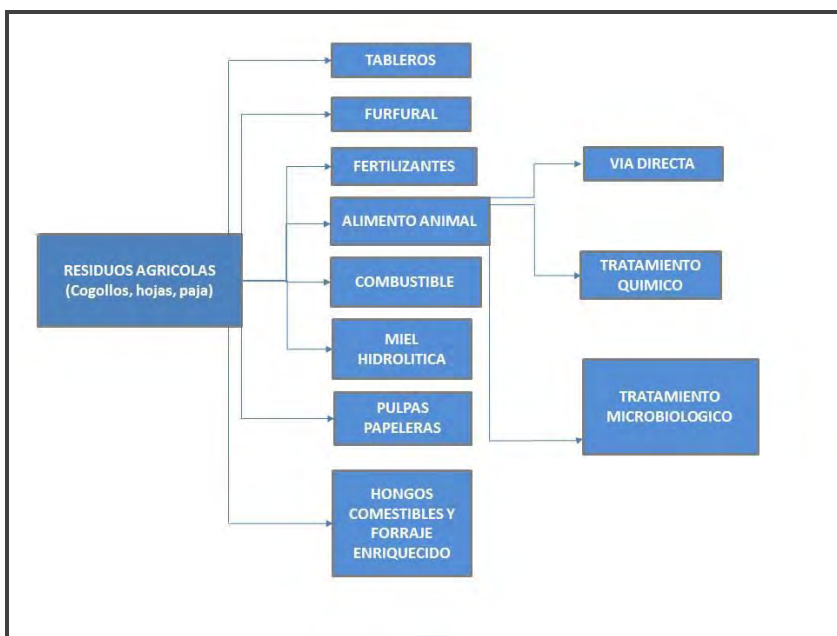 TABLEROS
FURFURAL
FERTILIZANTES
VIA DIRECTA
ALIMENTO ANIMAL
RESIDUOS AGRICOLAS
(Cogollos, hojas, paja)
COMBUSTIBLE
TRATAMIENTO
QUIMICO
MIEL
HIDROLITICA
PULPAS
PAPELERAS
TRATAMIENTO
MICROBIOLOGICO
HONGOS
COMESTIBLES Y
FORRAJE
ENRIQUECIDO